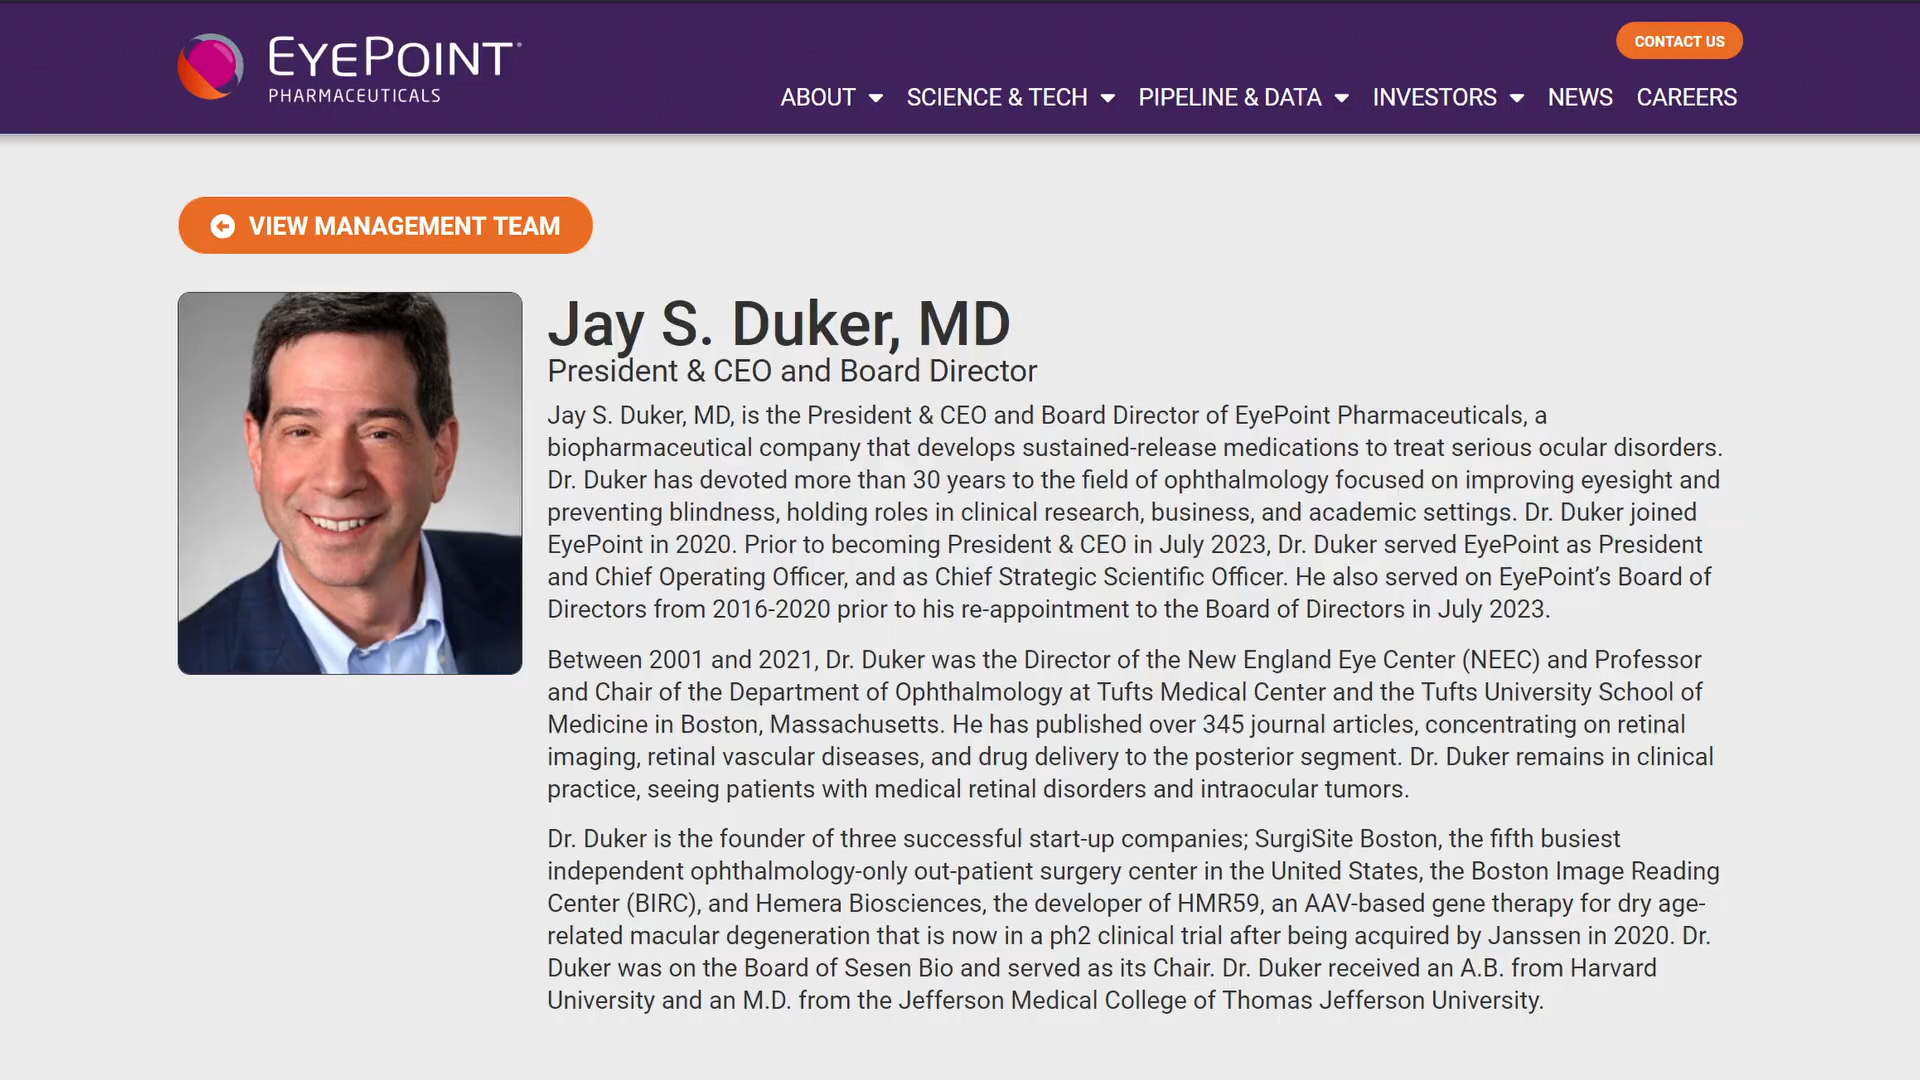 EYEPOINT
PHARMACEUTICALS
CONTACT US
ABOUT SCIENCE & TECH PIPELINE & DATA INVESTORS NEWS CAREERS
VIEW MANAGEMENT TEAM
Jay S. Duker, MD
President & CEO and Board Director
Jay S. Duker, MD, is the President & CEO and Board Director of EyePoint Pharmaceuticals, a
biopharmaceutical company that develops sustained-release medications to treat serious ocular disorders.
Dr. Duker has devoted more than 30 years to the field of ophthalmology focused on improving eyesight and
preventing blindness, holding roles in clinical research, business, and academic settings. Dr. Duker joined
EyePoint in 2020. Prior to becoming President & CEO in July 2023, Dr. Duker served EyePoint as President
and Chief Operating Officer, and as Chief Strategic Scientific Officer. He also served on EyePoint’s Board of
Directors from 2016-2020 prior to his re-appointment to the Board of Directors in July 2023.
Between 2001 and 2021, Dr. Duker was the Director of the New England Eye Center (NEEC) and Professor
and Chair of the Department of Ophthalmology at Tufts Medical Center and the Tufts University School of
Medicine in Boston, Massachusetts. He has published over 345 journal articles, concentrating on retinal
imaging, retinal vascular diseases, and drug delivery to the posterior segment. Dr. Duker remains in clinical
practice, seeing patients with medical retinal disorders and intraocular tumors.
Dr. Duker is the founder of three successful start-up companies; SurgiSite Boston, the fifth busiest
independent ophthalmology-only out-patient surgery center in the United States, the Boston Image Reading
Center (BIRC), and Hemera Biosciences, the developer of HMR59, an AAV-based gene therapy for dry age-
related macular degeneration that is now in a ph2 clinical trial after being acquired by Janssen in 2020. Dr.
Duker was on the Board of Sesen Bio and served as its Chair. Dr. Duker received an A.B. from Harvard
University and an M.D. from the Jefferson Medical College of Thomas Jefferson University.